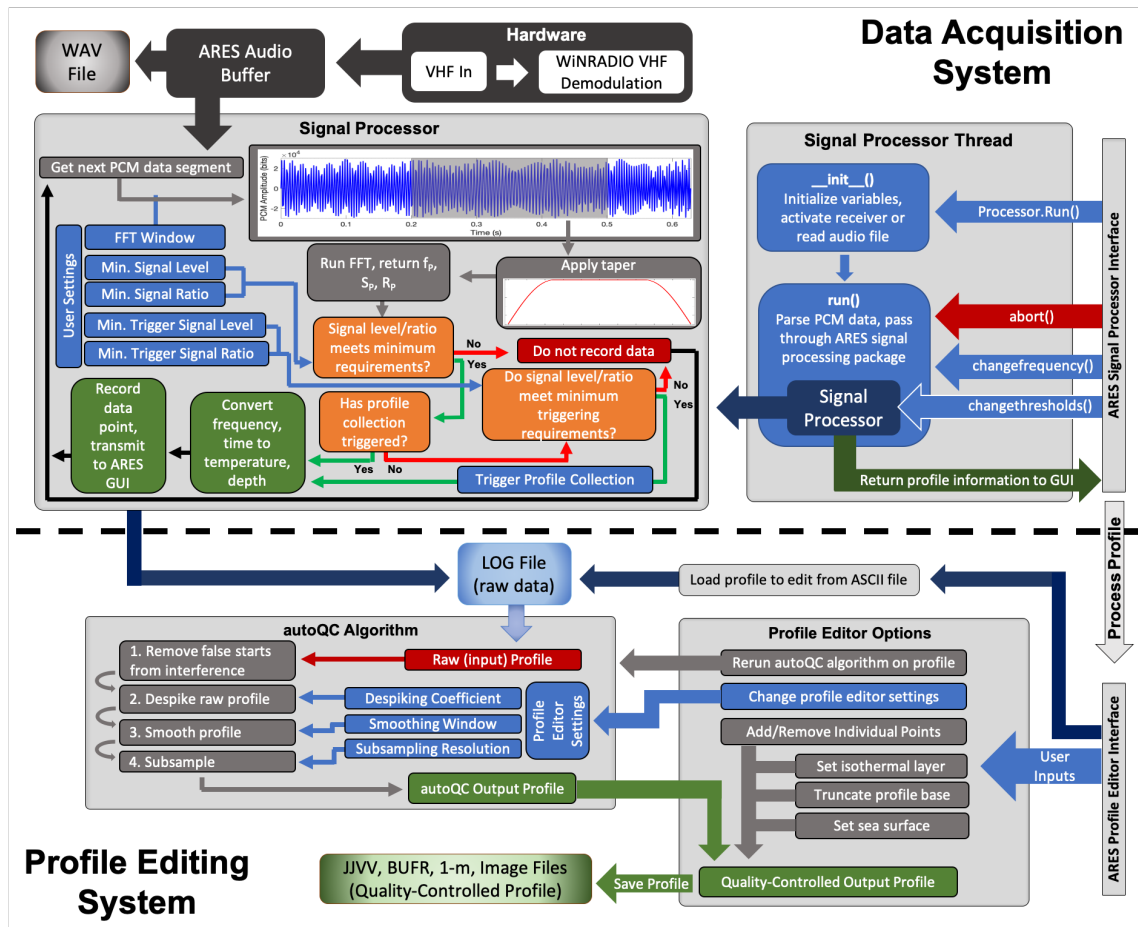 Data Acquisition
System
WAV
File
ARES Audio
Buffer
Hardware
VHF In
WiNRADIO VHF
Demodulation
Signal Processor
Get next PCM data segment
PCM Amplitude (bits)
× 10⁴
2
0
-2
0
0.1
0.2
0.3
0.4
0.5
0.6
Time (s)
User Settings
FFT Window
Min. Signal Level
Min. Signal Ratio
Min. Trigger Signal Level
Min. Trigger Signal Ratio
Run FFT, return fP,
SP, RP
Apply taper
Signal level/ratio
meets minimum
requirements?
No
Yes
Do not record data
Do signal level/ratio
meet minimum
triggering
requirements?
No
Yes
Has profile
collection
triggered?
Yes
No
Trigger Profile Collection
Convert
frequency,
time to
temperature,
depth
Record
data
point,
transmit
to ARES
GUI
Signal Processor Thread
__init__()
Initialize variables,
activate receiver or
read audio file
run()
Parse PCM data, pass
through ARES signal
processing package
Signal
Processor
Processor.Run()
abort()
changefrequency()
changethresholds()
Return profile information to GUI
ARES Signal Processor Interface
Process Profile
LOG File
(raw data)
Load profile to edit from ASCII file
autoQC Algorithm
1. Remove false starts
from interference
2. Despike raw profile
3. Smooth profile
4. Subsample
Raw (input) Profile
Despiking Coefficient
Smoothing Window
Subsampling Resolution
Profile
Editor
Settings
autoQC Output Profile
Profile Editor Options
Rerun autoQC algorithm on profile
Change profile editor settings
Add/Remove Individual Points
Set isothermal layer
Truncate profile base
Set sea surface
Quality-Controlled Output Profile
User
Inputs
ARES Profile Editor Interface
Save Profile
JJVV, BUFR, 1-m, Image Files
(Quality-Controlled Profile)
Profile Editing
System